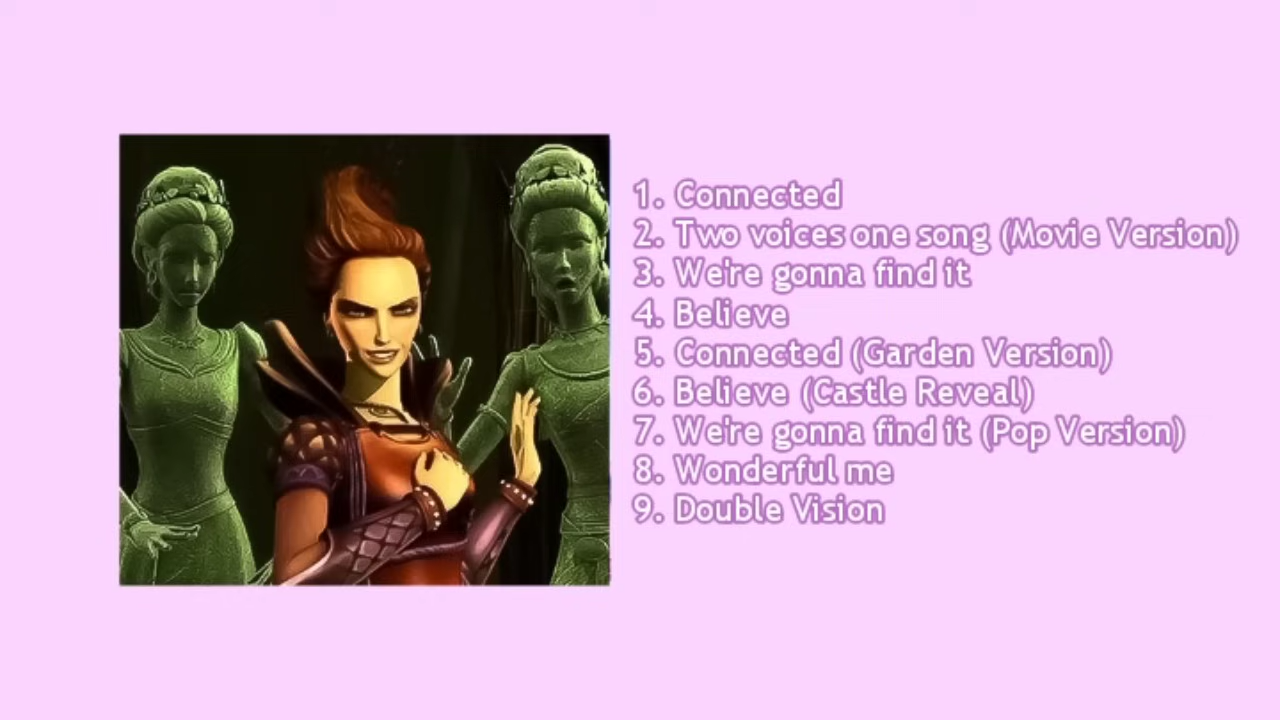 1. Connected
2. Two voices one song (Movie Version)
3. We're gonna find it
4. Believe
5. Connected (Garden Version)
6. Believe (Castle Reveal)
7. We're gonna find it (Pop Version)
8. Wonderful me
9. Double Vision